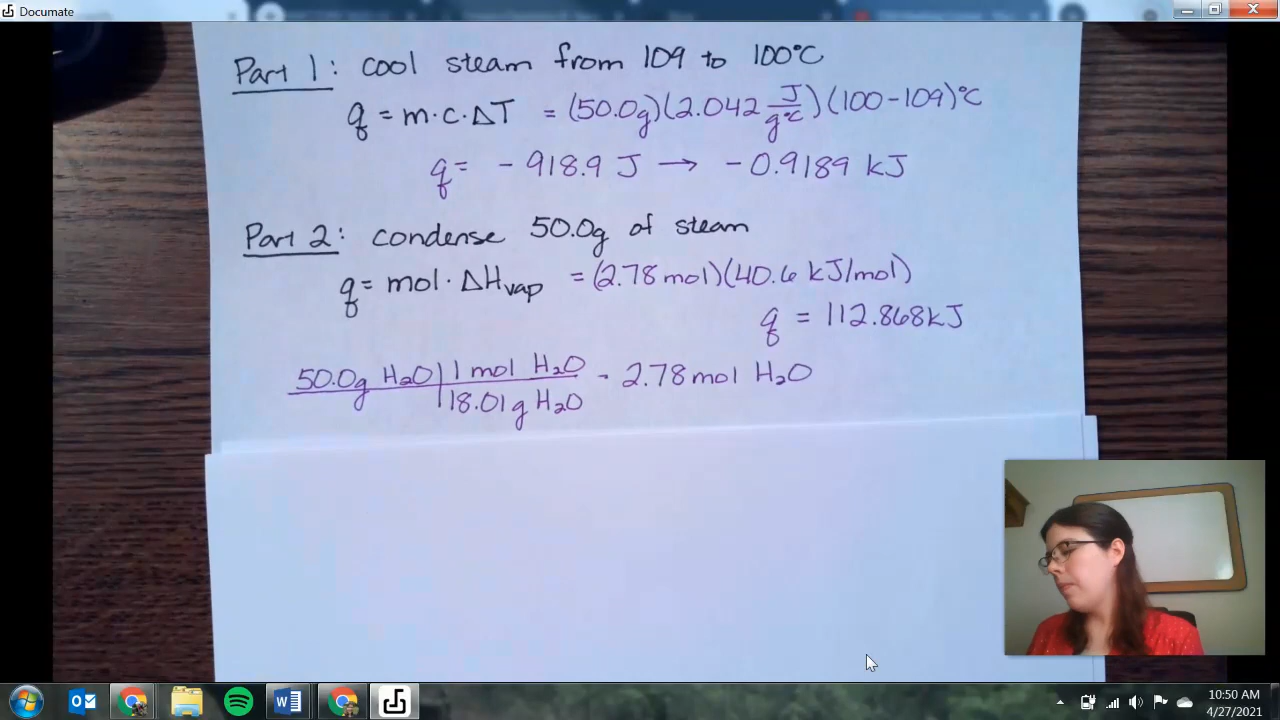 Documate
Part 1: cool steam from 109 to 100°C
q = m·c·ΔT = (50.0g)(2.042 J/g°C)(100-109)°C
q= - 918.9 J → - 0.9189 kJ
Part 2: condense 50.0g of steam
q= mol· ΔHvap = (2.78 mol)(40.6 kJ/mol)
q = 112.868kJ
50.0g H₂O | 1 mol H₂O - 2.78 mol H₂O
18.01g H₂O
10:50 AM
4/27/2021